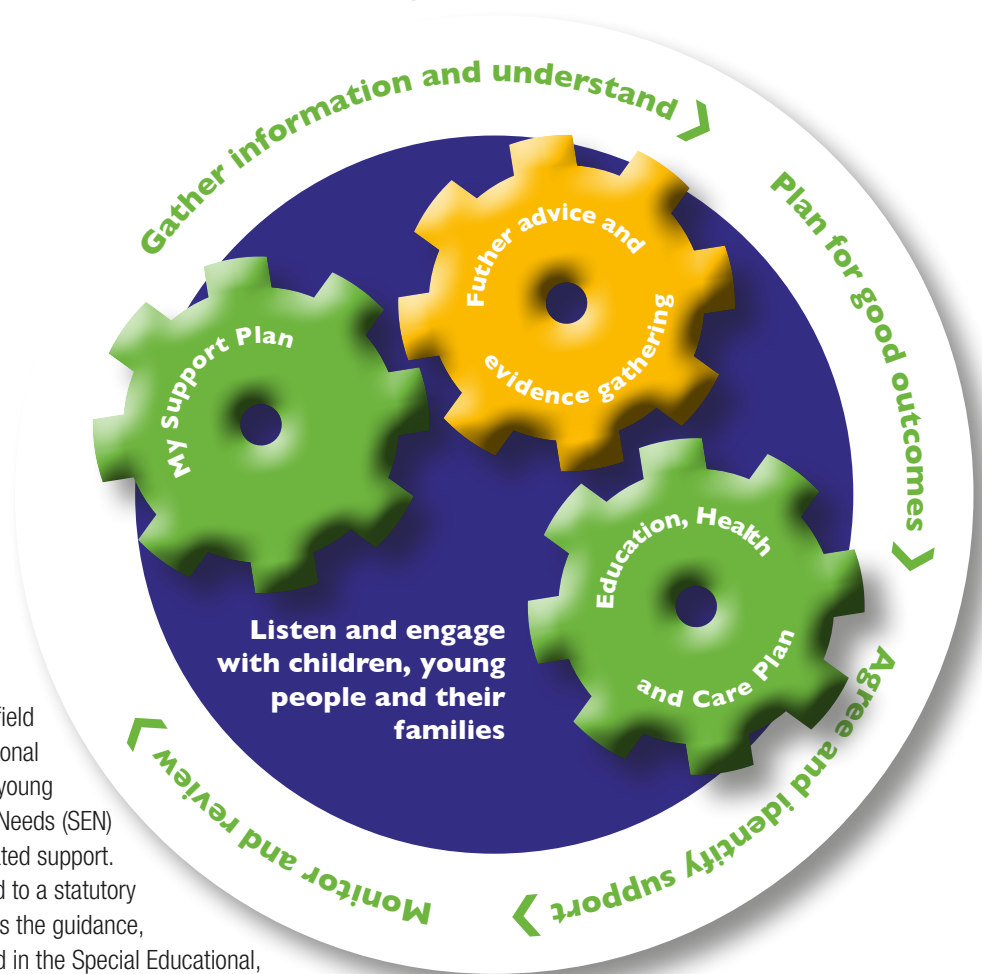 Gather information and understand
Plan for good outcomes
Agree and identify support
Monitor and review
My Support Plan
Futher advice and
evidence gathering
Education, Health
and Care Plan
Listen and engage
with children, young
people and their
families
field
onal
young
Needs (SEN)
ated support.
d to a statutory
s the guidance,
d in the Special Educational,